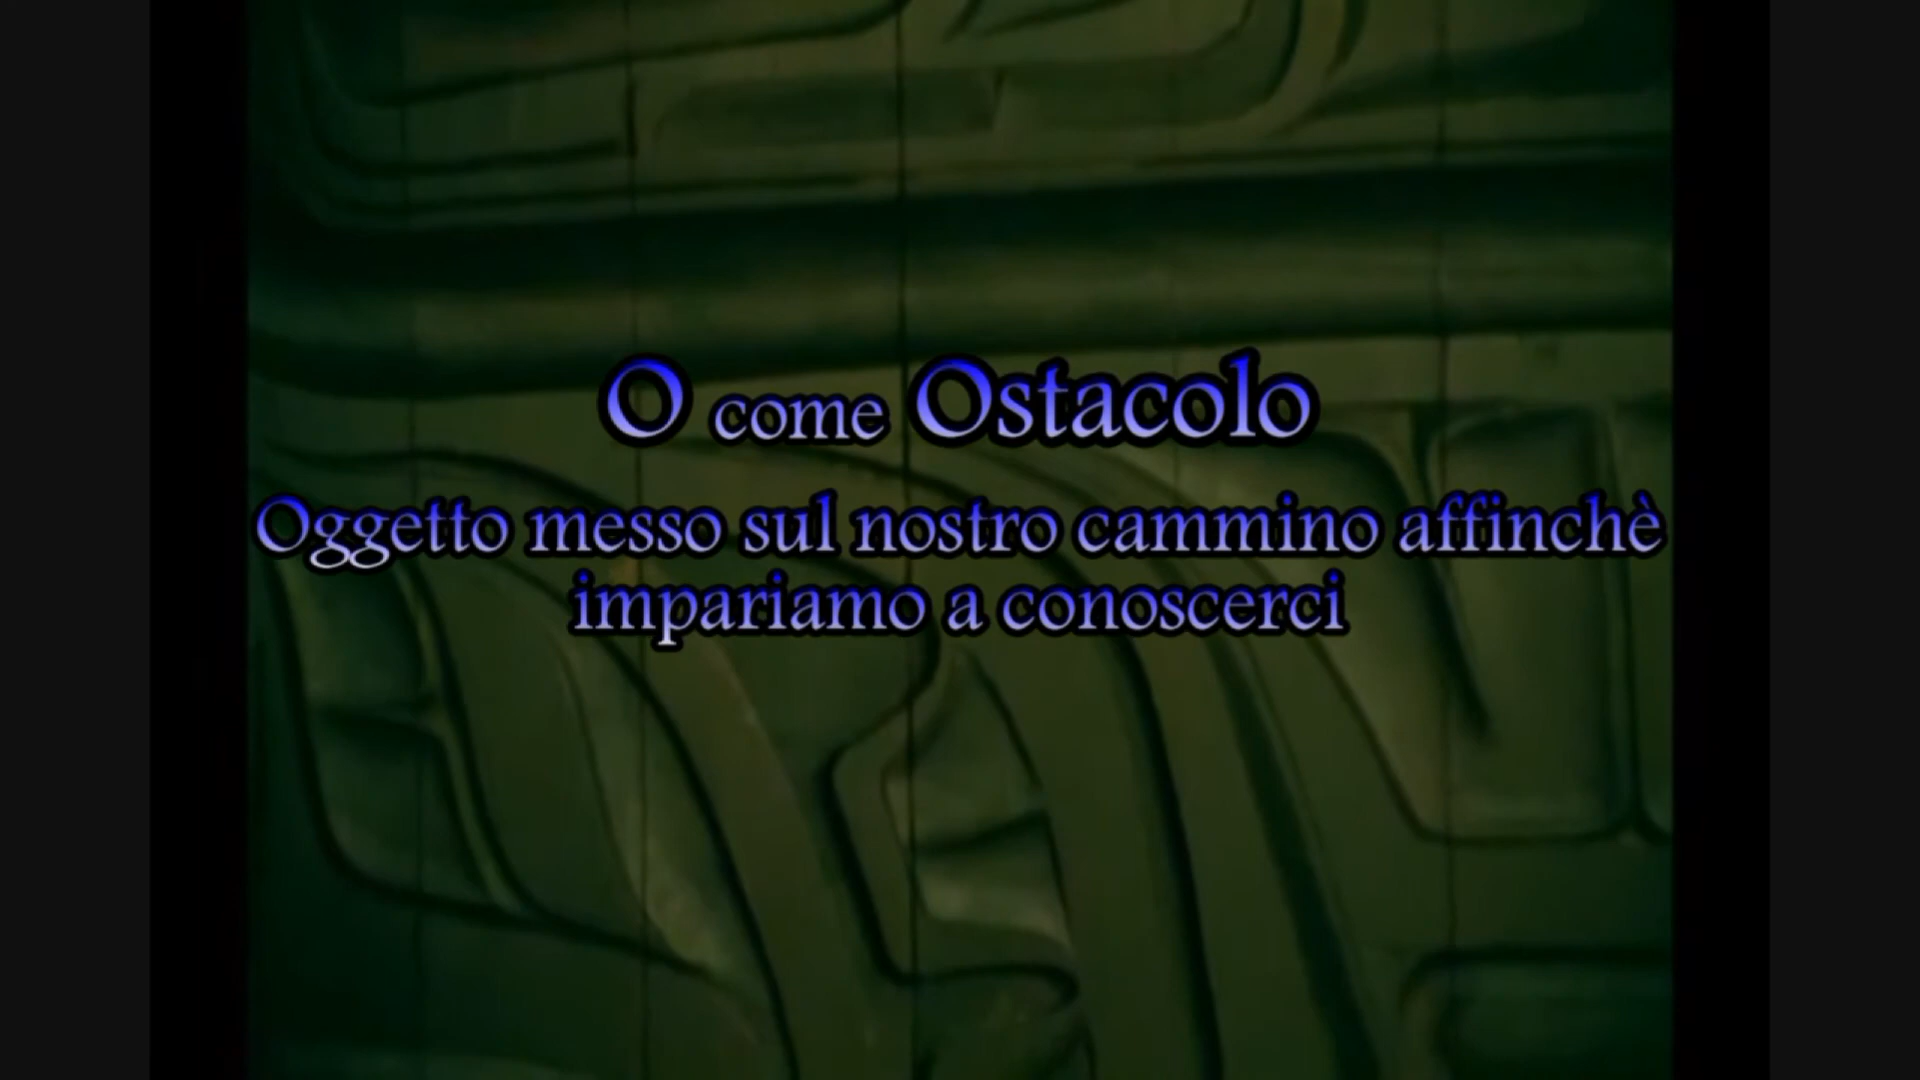 O come Ostacolo
Oggetto messo sul nostro cammino affinchè
impariamo a conoscerci